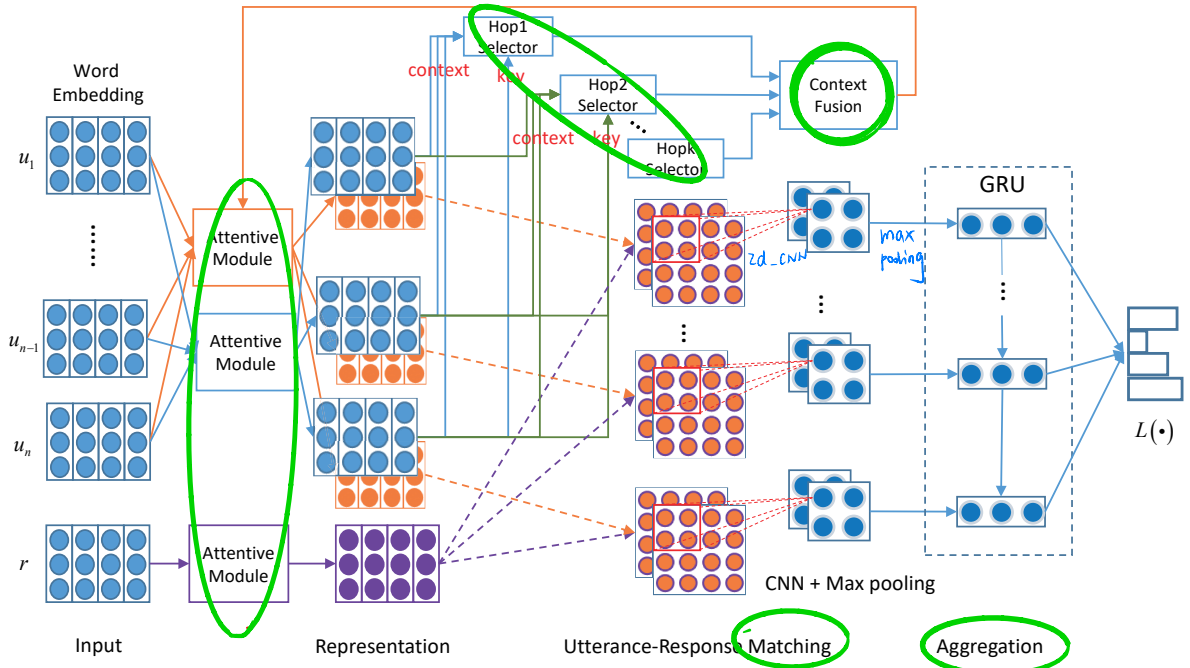 Word
Embedding
u1
......
un-1
un
r
Attentive
Module
Attentive
Module
Attentive
Module
context
key
Hop1
Selector
context
key
Hop2
Selector
...
Hopk
Selector
Context
Fusion
2d_CNN
max
pooling
...
...
GRU
...
L(•)
CNN + Max pooling
Input
Representation
Utterance-Response Matching
Aggregation